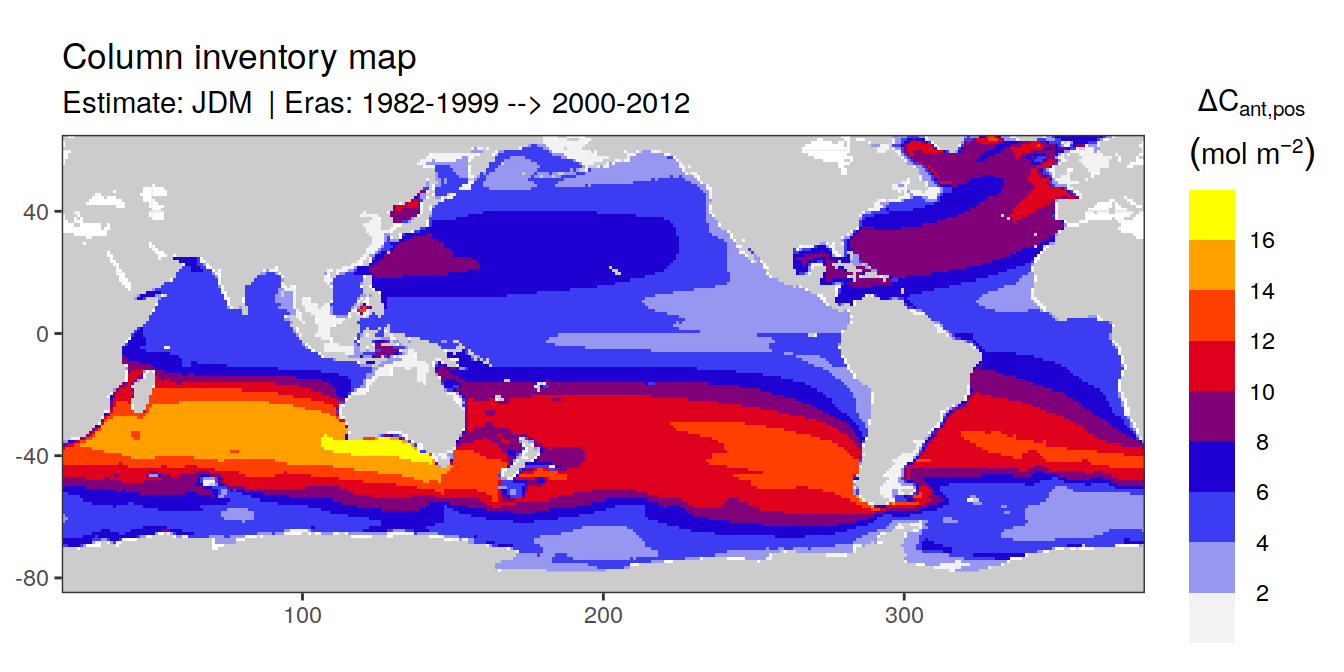 Column inventory map
Estimate: JDM | Eras: 1982-1999 --> 2000-2012
ΔCant,pos
(mol m−2)
16
14
12
10
8
6
4
2
40
0
-40
-80
100 200 300